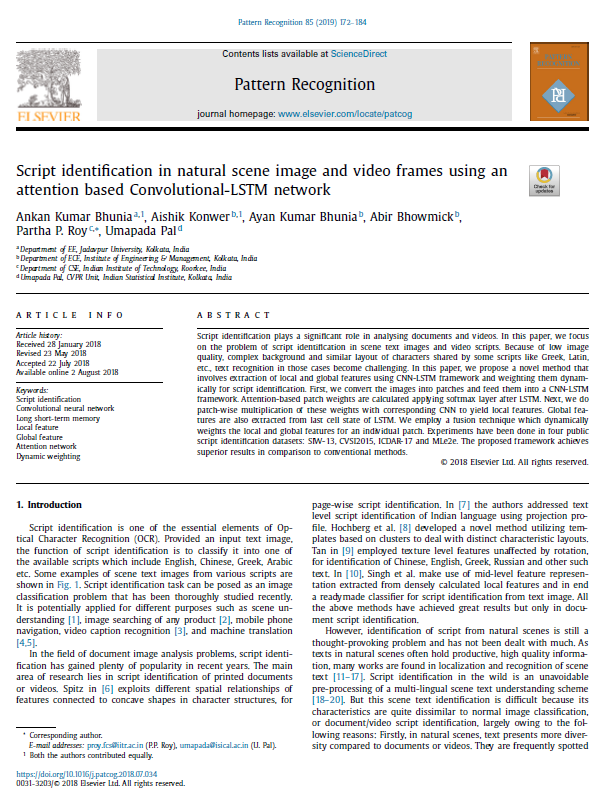 Pattern Recognition 85 (2019) 172–184
Contents lists available at ScienceDirect
Pattern Recognition
journal homepage: www.elsevier.com/locate/patcog
ELSEVIER
Script identification in natural scene image and video frames using an
attention based Convolutional-LSTM network
Check for
updates
Ankan Kumar Bhunia a,1, Aishik Konwer b,1, Ayan Kumar Bhunia b, Abir Bhowmick b,
Partha P. Roy c,*, Umapada Pal d
a Department of EE, Jadavpur University, Kolkata, India
b Department of ECE, Institute of Engineering & Management, Kolkata, India
c Department of CSE, Indian Institute of Technology, Roorkee, India
d Umapada Pal, CVPR Unit, Indian Statistical Institute, Kolkata, India
ARTICLE INFO
Article history:
Received 28 January 2018
Revised 23 May 2018
Accepted 22 July 2018
Available online 2 August 2018
Keywords:
Script identification
Convolutional neural network
Long short-term memory
Local feature
Global feature
Attention network
Dynamic weighting
ABSTRACT
Script identification plays a significant role in analysing documents and videos. In this paper, we focus
on the problem of script identification in scene text images and video scripts. Because of low image
quality, complex background and similar layout of characters shared by some scripts like Greek, Latin,
etc., text recognition in those cases become challenging. In this paper, we propose a novel method that
involves extraction of local and global features using CNN-LSTM framework and weighting them dynam-
ically for script identification. First, we convert the images into patches and feed them into a CNN-LSTM
framework. Attention-based patch weights are calculated applying softmax layer after LSTM. Next, we do
patch-wise multiplication of these weights with corresponding CNN to yield local features. Global fea-
tures are also extracted from last cell state of LSTM. We employ a fusion technique which dynamically
weights the local and global features for an individual patch. Experiments have been done in four public
script identification datasets: SIW-13, CVSI2015, ICDAR-17 and MLe2e. The proposed framework achieves
superior results in comparison to conventional methods.
© 2018 Elsevier Ltd. All rights reserved.
1. Introduction
Script identification is one of the essential elements of Op-
tical Character Recognition (OCR). Provided an input text image,
the function of script identification is to classify it into one of
the available scripts which include English, Chinese, Greek, Arabic
etc. Some examples of scene text images from various scripts are
shown in Fig. 1. Script identification task can be posed as an image
classification problem that has been thoroughly studied recently.
It is potentially applied for different purposes such as scene un-
derstanding [1], image searching of any product [2], mobile phone
navigation, video caption recognition [3], and machine translation
[4,5].
In the field of document image analysis problems, script identi-
fication has gained plenty of popularity in recent years. The main
area of research lies in script identification of printed documents
or videos. Spitz in [6] exploits different spatial relationships of
features connected to concave shapes in character structures, for
page-wise script identification. In [7] the authors addressed text
level script identification of Indian language using projection pro-
file. Hochberg et al. [8] developed a novel method utilizing tem-
plates based on clusters to deal with distinct characteristic layouts.
Tan in [9] employed texture level features unaffected by rotation,
for identification of Chinese, English, Greek, Russian and other such
text. In [10], Singh et al. make use of mid-level feature represen-
tation extracted from densely calculated local features and in end
a readymade classifier for script identification from text image. All
the above methods have achieved great results but only in docu-
ment script identification.
However, identification of script from natural scenes is still a
thought-provoking problem and has not been dealt with much. As
texts in natural scenes often hold productive, high quality informa-
tion, many works are found in localization and recognition of scene
text [11–17]. Script identification in the wild is an unavoidable
pre-processing of a multi-lingual scene text understanding scheme
[18–20]. But this scene text identification is difficult because its
characteristics are quite dissimilar to normal image classification,
or document/video script identification, largely owing to the fol-
lowing reasons: Firstly, in natural scenes, text presents more diver-
sity compared to documents or videos. They are frequently spotted
* Corresponding author.
E-mail addresses: proy.fcs@iitr.ac.in (P.P. Roy), umapada@isical.ac.in (U. Pal).
1 Both the authors contributed equally.
https://doi.org/10.1016/j.patcog.2018.07.034
0031-3203/© 2018 Elsevier Ltd. All rights reserved.